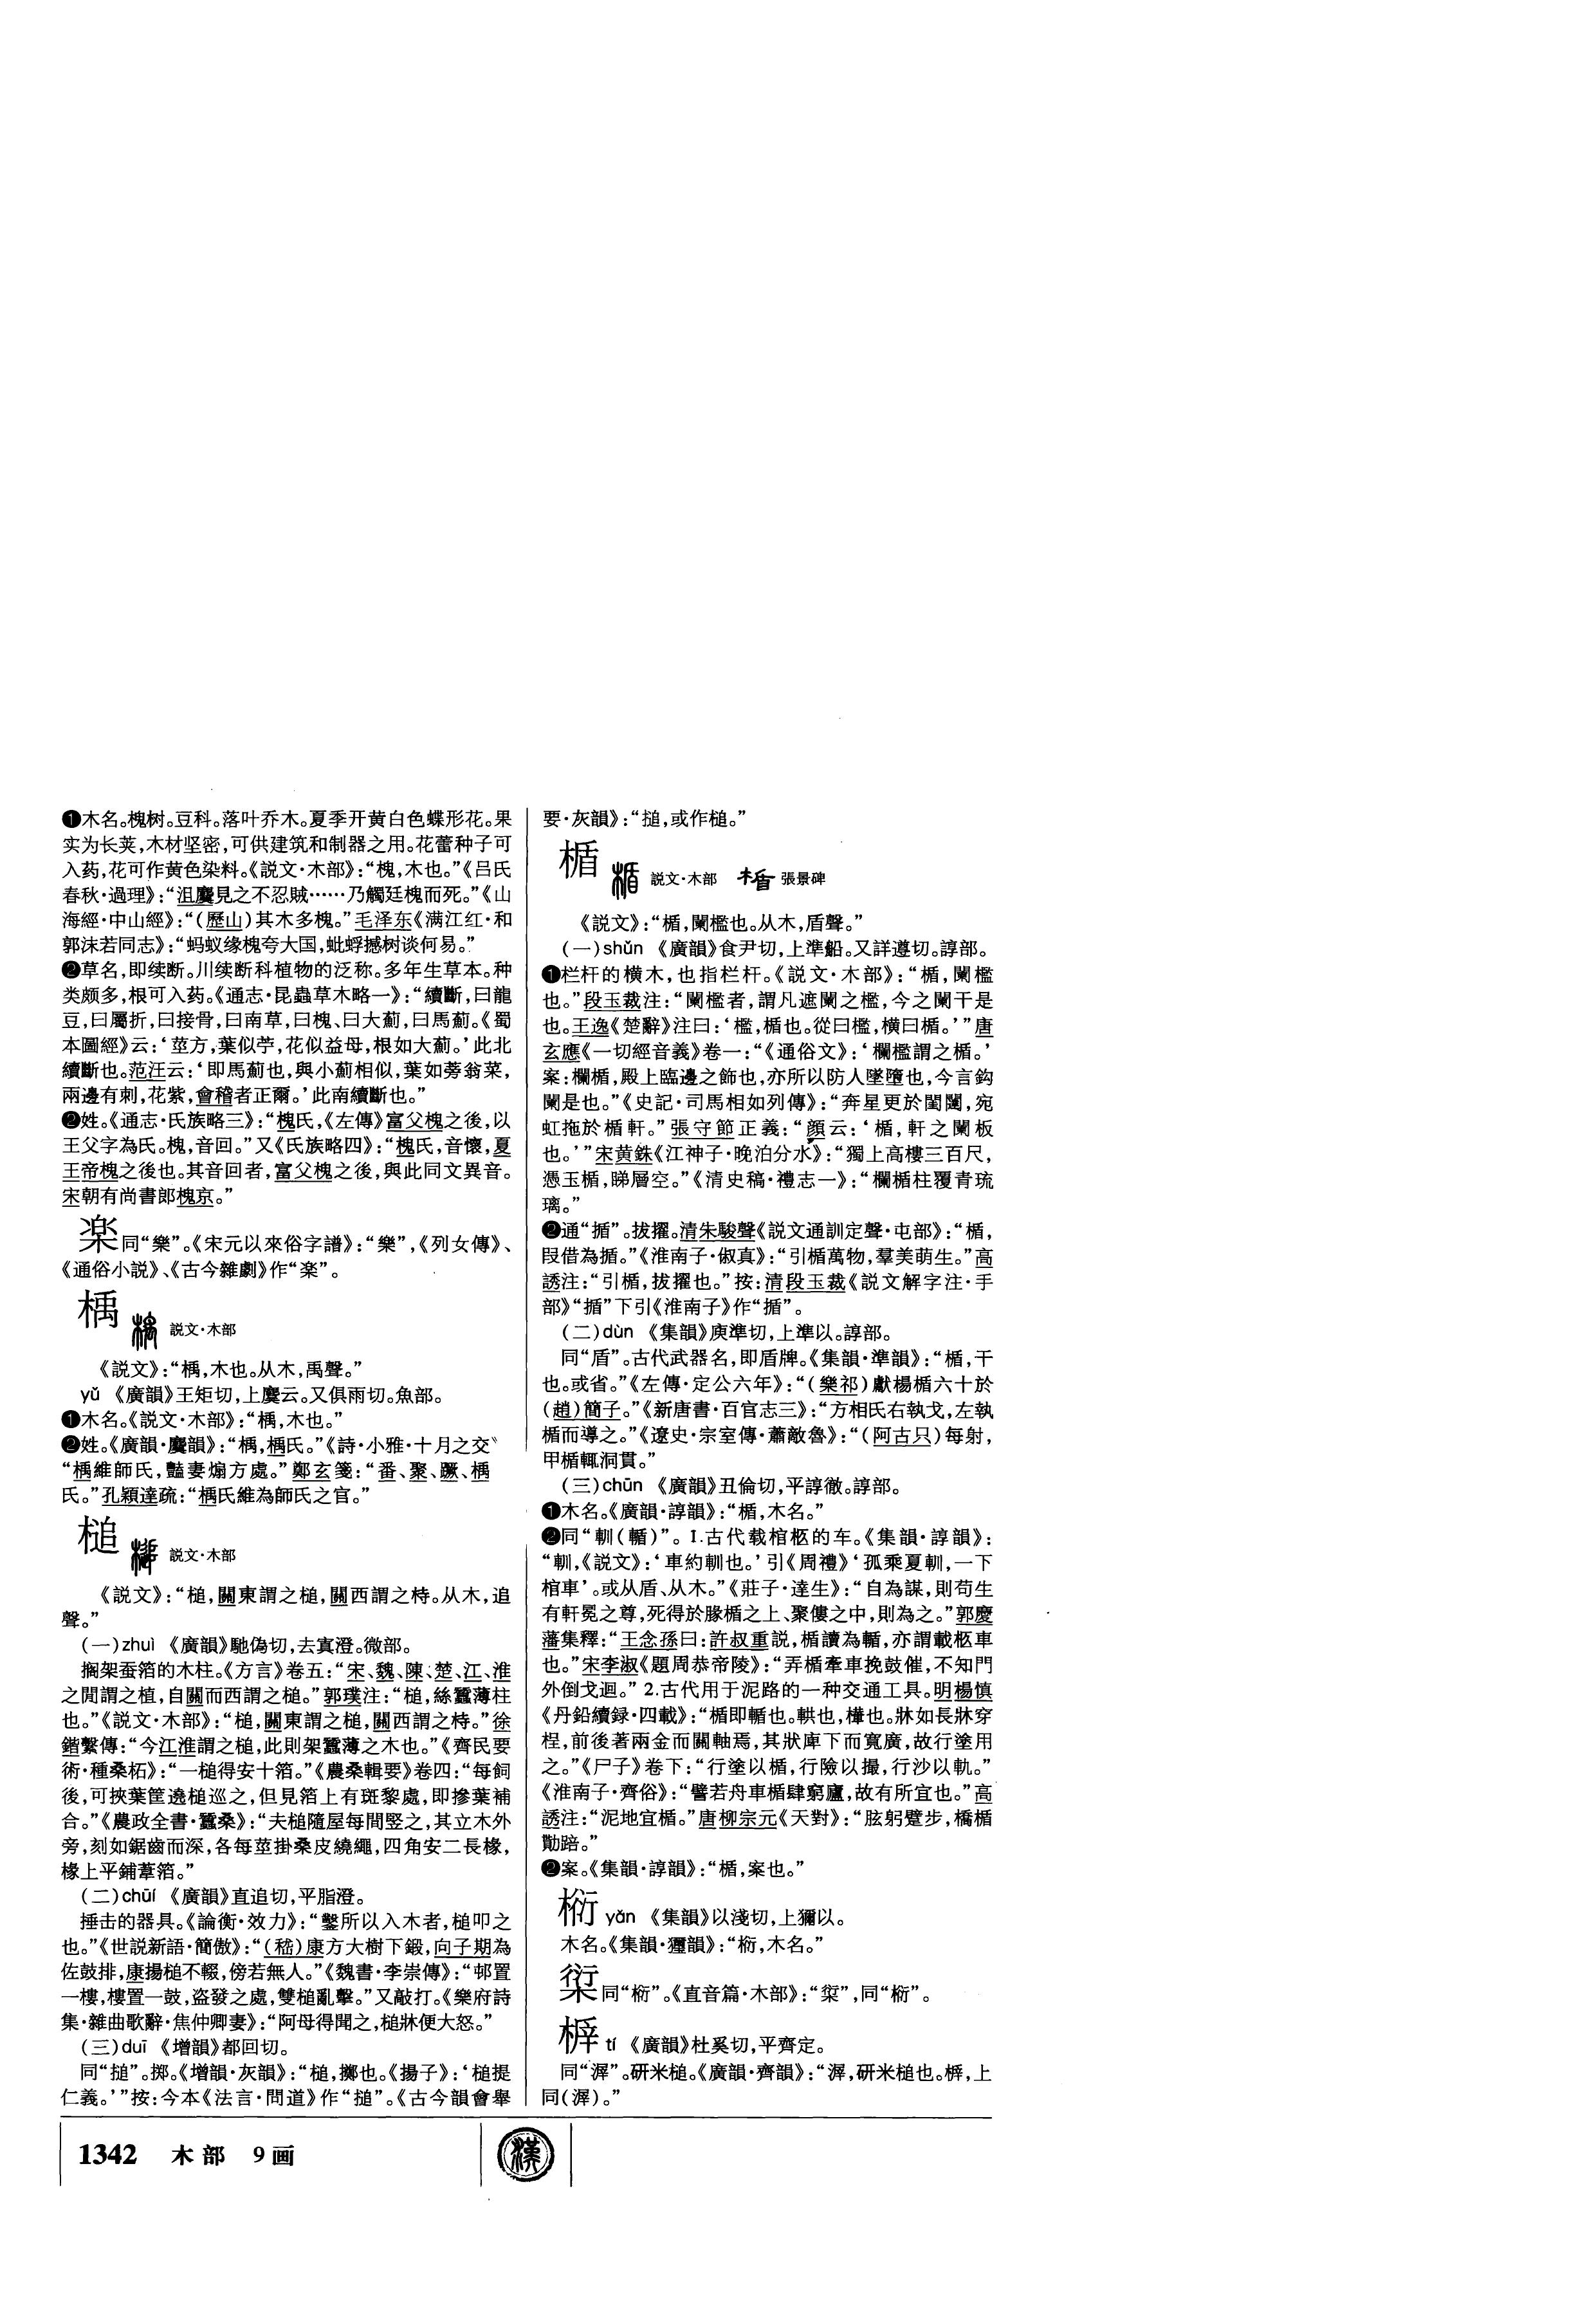 ❶木名。槐树。豆科。落叶乔木。夏季开黄白色蝶形花。果
实为长荚，木材坚密，可供建筑和制器之用。花蕾种子可
入药，花可作黄色染料。《説文·木部》：“槐，木也。”《吕氏
春秋·過理》：“沮麛見之不忍賊……乃觸廷槐而死。”《山
海經·中山經》：“（歷山）其木多槐。”毛泽东《满江红·和
郭沫若同志》：“蚂蚁缘槐夸大国，蚍蜉撼树谈何易。”
❷草名，即续断。川续断科植物的泛称。多年生草本。种
类颇多，根可入药。《通志·昆蟲草木略一》：“續斷，曰龍
豆，曰屬折，曰接骨，曰南草，曰槐、曰大薊，曰馬薊。《蜀
本圖經》云：‘莖方，葉似苧，花似益母，根如大薊。’此北
續斷也。范汪云：‘即馬薊也，與小薊相似，葉如蒡翁菜，
兩邊有刺，花紫，會稽者正爾。’此南續斷也。”
❷姓。《通志·氏族略三》：“槐氏，《左傳》富父槐之後，以
王父字為氏。槐，音回。”又《氏族略四》：“槐氏，音懷，夏
王帝槐之後也。其音回者，富父槐之後，與此同文異音。
宋朝有尚書郎槐京。”
楽同“樂”。《宋元以來俗字譜》：“樂”，《列女傳》、
《通俗小説》、《古今雜劇》作“楽”。
楀 説文·木部
《説文》：“楀，木也。从木，禹聲。”
yǔ 《廣韻》王矩切，上麌云。又俱雨切。魚部。
❶木名。《説文·木部》：“楀，木也。”
❷姓。《廣韻·麌韻》：“楀，楀氏。”《詩·小雅·十月之交》
“楀維師氏，豔妻煽方處。”鄭玄箋：“番、聚、蹶、楀
氏。”孔穎達疏：“楀氏維為師氏之官。”
槌 説文·木部
《説文》：“槌，關東謂之槌，關西謂之㭙。从木，追
聲。”
（一）zhuì 《廣韻》馳偽切，去寘澄。微部。
搁架蚕箔的木柱。《方言》卷五：“宋、魏、陳、楚、江、淮
之閒謂之植，自關而西謂之槌。”郭璞注：“槌，絲蠶薄柱
也。”《説文·木部》：“槌，關東謂之槌，關西謂之㭙。”徐
鍇繫傳：“今江淮謂之槌，此則架蠶薄之木也。”《齊民要
術·種桑柘》：“一槌得安十箔。”《農桑輯要》卷四：“每飼
後，可挾葉筐遶槌巡之，但見箔上有斑黎處，即摻葉補
合。”《農政全書·蠶桑》：“夫槌隨屋每間竪之，其立木外
旁，刻如鋸齒而深，各每莖掛桑皮繞繩，四角安二長椽，
椽上平鋪葦箔。”
（二）chuí 《廣韻》直追切，平脂澄。
捶击的器具。《論衡·效力》：“鑿所以入木者，槌叩之
也。”《世説新語·簡傲》：“（嵇）康方大樹下鍛，向子期為
佐鼓排，康揚槌不輟，傍若無人。”《魏書·李崇傳》：“邨置
一樓，樓置一鼓，盗發之處，雙槌亂擊。”又敲打。《樂府詩
集·雜曲歌辭·焦仲卿妻》：“阿母得聞之，槌牀便大怒。”
（三）duī 《增韻》都回切。
同“搥”。掷。《增韻·灰韻》：“槌，擲也。《揚子》：‘槌提
仁義。’”按：今本《法言·問道》作“搥”。《古今韻會舉
要·灰韻》：“搥，或作槌。”
楯 説文·木部 張景碑
《説文》：“楯，闌檻也。从木，盾聲。”
（一）shǔn 《廣韻》食尹切，上準船。又詳遵切。諄部。
❶栏杆的横木，也指栏杆。《説文·木部》：“楯，闌檻
也。”段玉裁注：“闌檻者，謂凡遮闌之檻，今之闌干是
也。王逸《楚辭》注曰：‘檻，楯也。從曰檻，横曰楯。’”唐
玄應《一切經音義》卷一：“《通俗文》：‘欄檻謂之楯。’
案：欄楯，殿上臨邊之飾也，亦所以防人墜墮也，今言鈎
闌是也。”《史記·司馬相如列傳》：“奔星更於閨闥，宛
虹拖於楯軒。”張守節正義：“顔云：‘楯，軒之闌板
也。’”宋黄銖《江神子·晚泊分水》：“獨上高樓三百尺，
憑玉楯，睇層空。”《清史稿·禮志一》：“欄楯柱覆青琉
璃。”
❷通“揗”。拔擢。清朱駿聲《説文通訓定聲·屯部》：“楯，
叚借為揗。”《淮南子·俶真》：“引楯萬物，羣美萌生。”高
誘注：“引楯，拔擢也。”按：清段玉裁《説文解字注·手
部》“揗”下引《淮南子》作“揗”。
（二）dùn 《集韻》庾準切，上準以。諄部。
同“盾”。古代武器名，即盾牌。《集韻·準韻》：“楯，干
也。或省。”《左傳·定公六年》：“（樂祁）獻楊楯六十於
（趙）簡子。”《新唐書·百官志三》：“方相氏右執戈，左執
楯而導之。”《遼史·宗室傳·蕭敵魯》：“（阿古只）每射，
甲楯輒洞貫。”
（三）chūn 《廣韻》丑倫切，平諄徹。諄部。
❶木名。《廣韻·諄韻》：“楯，木名。”
❷同“䡅（輴）”。1.古代载棺柩的车。《集韻·諄韻》：
“䡅，《説文》：‘車約䡅也。’引《周禮》‘孤乘夏䡅，一下
棺車’。或从盾、从木。”《莊子·達生》：“自為謀，則苟生
有軒冕之尊，死得於腞楯之上、聚僂之中，則為之。”郭慶
藩集釋：“王念孫曰：許叔重説，楯讀為輴，亦謂載柩車
也。”宋李淑《題周恭帝陵》：“弄楯牽車挽鼓催，不知門
外倒戈迴。”2.古代用于泥路的一种交通工具。明楊慎
《丹鉛續録·四載》：“楯即輴也。輁也，樺也。牀如長牀穿
桯，前後著兩金而關軸焉，其狀庳下而寬廣，故行塗用
之。”《尸子》卷下：“行塗以楯，行險以撮，行沙以軌。”
《淮南子·齊俗》：“譬若舟車楯肆窮廬，故有所宜也。”高
誘注：“泥地宜楯。”唐柳宗元《天對》：“胘躬躄步，橋楯
勩踣。”
❷案。《集韻·諄韻》：“楯，案也。”
椼 yǎn 《集韻》以淺切，上獮以。
木名。《集韻·獮韻》：“椼，木名。”
同“椼”。《直音篇·木部》： ，同“椼”。
tí 《廣韻》杜奚切，平齊定。
同“漽”。研米槌。《廣韻·齊韻》： ，研米槌也。 ，上
同
1342 木部 9画
漢